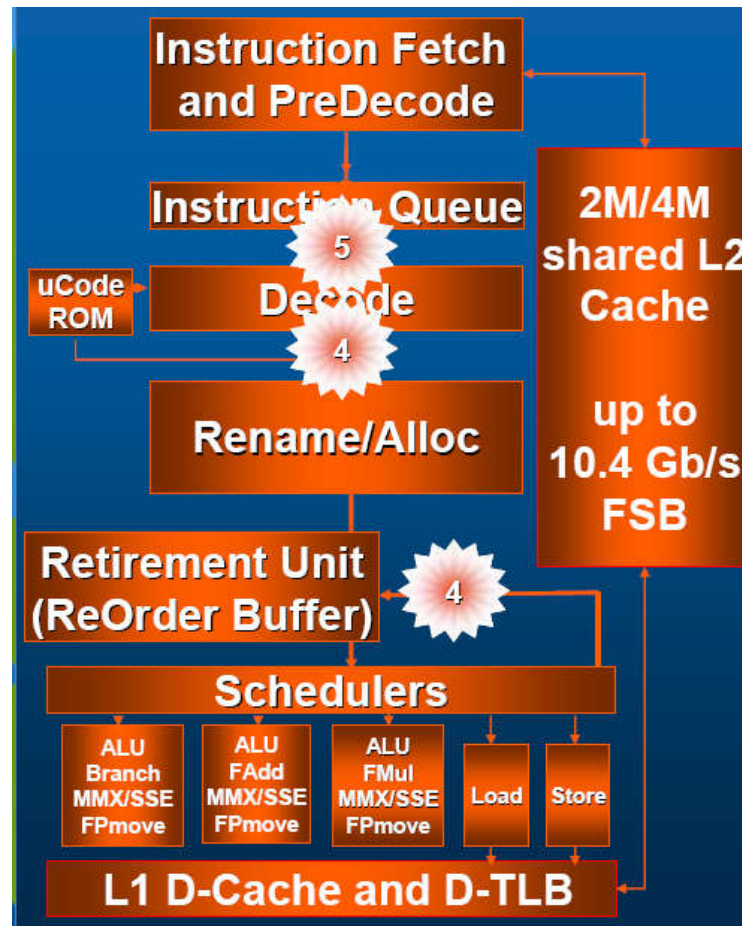 Instruction Fetch
and PreDecode
Instruction Queue
5
uCode
ROM
Decode
4
Rename/Alloc
2M/4M
shared L2
Cache
up to
10.4 Gb/s
FSB
Retirement Unit
(ReOrder Buffer)
4
Schedulers
ALU
Branch
MMX/SSE
FPmove
ALU
FAdd
MMX/SSE
FPmove
ALU
FMul
MMX/SSE
FPmove
Load
Store
L1 D-Cache and D-TLB